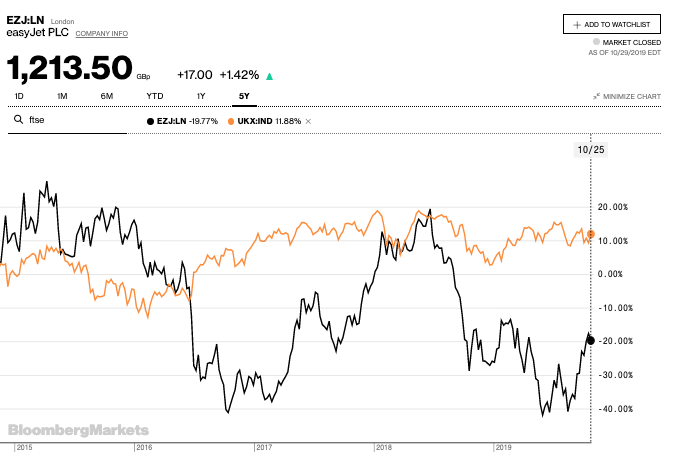 EZJ:LN London
easyJet PLC COMPANY INFO
+ ADD TO WATCHLIST
MARKET CLOSED
AS OF 10/29/2019 EDT
1,213.50 GBp +17.00 +1.42% ▲
1D 1M 6M YTD 1Y 5Y
MINIMIZE CHART
ftse
EZJ:LN -19.77% UKX:IND 11.88% ×
10/25
20.00%
10.00%
0.00%
-10.00%
-20.00%
-30.00%
-40.00%
BloombergMarkets
2015 2016 2017 2018 2019